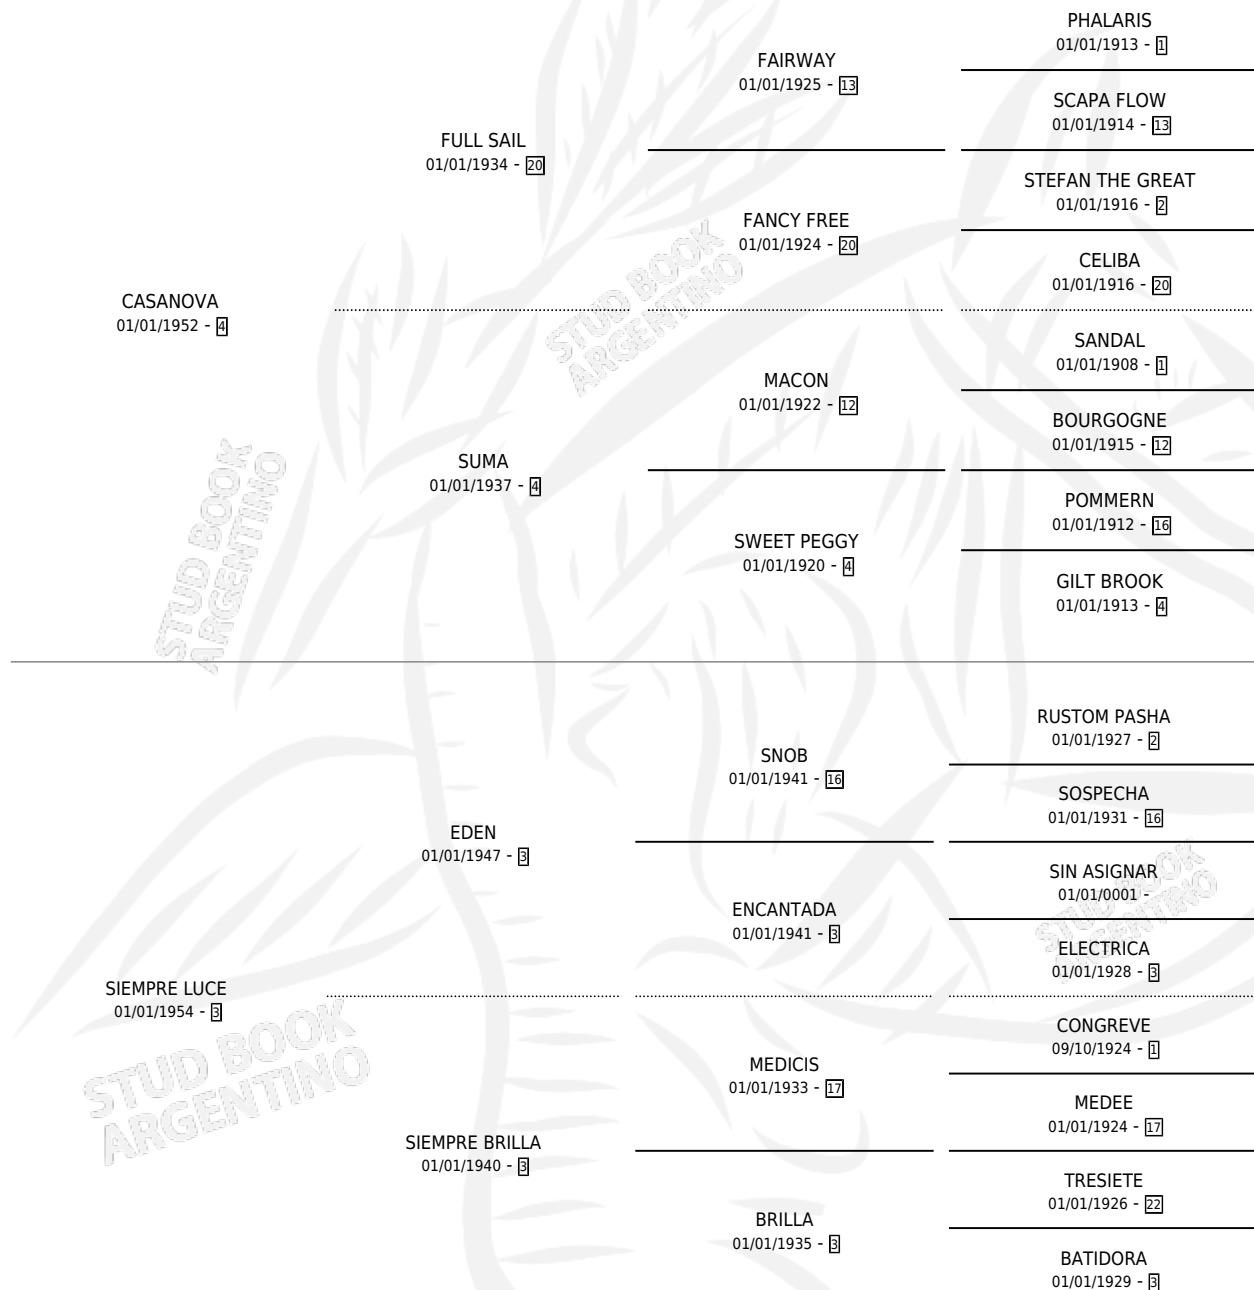 PHALARIS
01/01/1913 - 1
FAIRWAY
01/01/1925 - 13
SCAPA FLOW
01/01/1914 - 13
FULL SAIL
01/01/1934 - 20
STEFAN THE GREAT
01/01/1916 - 2
FANCY FREE
01/01/1924 - 20
CELIBA
01/01/1916 - 20
CASANOVA
01/01/1952 - 4
SANDAL
01/01/1908 - 1
MACON
01/01/1922 - 12
BOURGOGNE
01/01/1915 - 12
SUMA
01/01/1937 - 4
POMMERN
01/01/1912 - 16
SWEET PEGGY
01/01/1920 - 4
GILT BROOK
01/01/1913 - 4
RUSTOM PASHA
01/01/1927 - 2
SNOB
01/01/1941 - 16
SOSPECHA
01/01/1931 - 16
EDEN
01/01/1947 - 3
SIN ASIGNAR
01/01/0001 -
ENCANTADA
01/01/1941 - 3
ELECTRICA
01/01/1928 - 3
SIEMPRE LUCE
01/01/1954 - 3
CONGREVE
09/10/1924 - 1
MEDICIS
01/01/1933 - 17
MEDEE
01/01/1924 - 17
SIEMPRE BRILLA
01/01/1940 - 3
TRESIETE
01/01/1926 - 22
BRILLA
01/01/1935 - 3
BATIDORA
01/01/1929 - 3
STUD BOOK
ARGENTINO
STUD BOOK
ARGENTINO
STUD BOOK
ARGENTINO
STUD BOOK
ARGENTINO